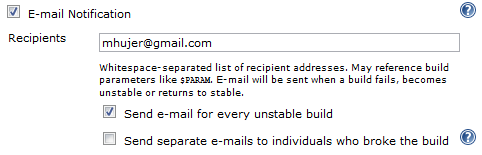 E-mail Notification
Recipients
mhujer@gmail.com
Whitespace-separated list of recipient addresses. May reference build
parameters like $PARAM. E-mail will be sent when a build fails, becomes
unstable or returns to stable.
Send e-mail for every unstable build
Send separate e-mails to individuals who broke the build